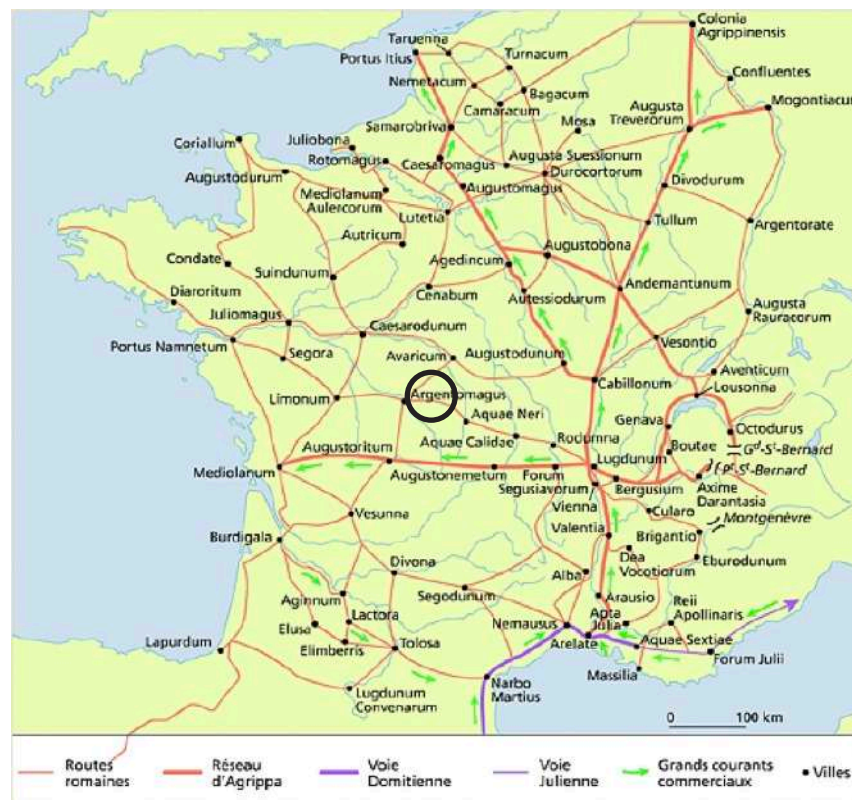 Colonia
Agrippinensis
Taruenna
Portus Itius
Turnacum
Nemetacum
Bagacum
Confluentes
Camaracum
Augusta
Treverorum
Mogontiacum
Samarobriva
Mosa
Coriallum
Juliobona
Rotomagus
Caesaromagus
Augusta Suessionum
Durocortorum
Augustodurum
Augustomagus
Divodurum
Mediolanum
Aulercorum
Lutetia
Tullum
Argentorate
Autricum
Condate
Augustobona
Suindunum
Agedincum
Andemantunum
Diaroritum
Cenabum
Autessiodurum
Augusta
Rauracorum
Juliomagus
Caesarodunum
Portus Namnetum
Segora
Avaricum
Augustodunum
Vesontio
Aventicum
Lousonna
Limonum
Argentomagus
Cabillonum
Aquae Neri
Genava
Octodurus
Aquae Calidae
Rodumna
Boutae
Gd-St-Bernard
Augustoritum
Lugdunum
Pt-St-Bernard
Mediolanum
Augustonemetum
Forum
Segusiavorum
Bergusium
Axime
Darantasia
Vienna
Cularo
Montgenèvre
Vesunna
Valentia
Brigantio
Burdigala
Divona
Dea
Vocotiorum
Eburodunum
Alba
Aginnum
Segodunum
Arausio
Reii
Apollinaris
Lactora
Apta
Julia
Elusa
Nemausus
Elimberris
Tolosa
Arelate
Aquae Sextiae
Lapurdum
Forum Julii
Massilia
Narbo
Martius
Lugdunum
Convenarum
0 100 km
Routes
romaines
Réseau
d'Agrippa
Voie
Domitienne
Voie
Julienne
Grands courants
commerciaux
Villes